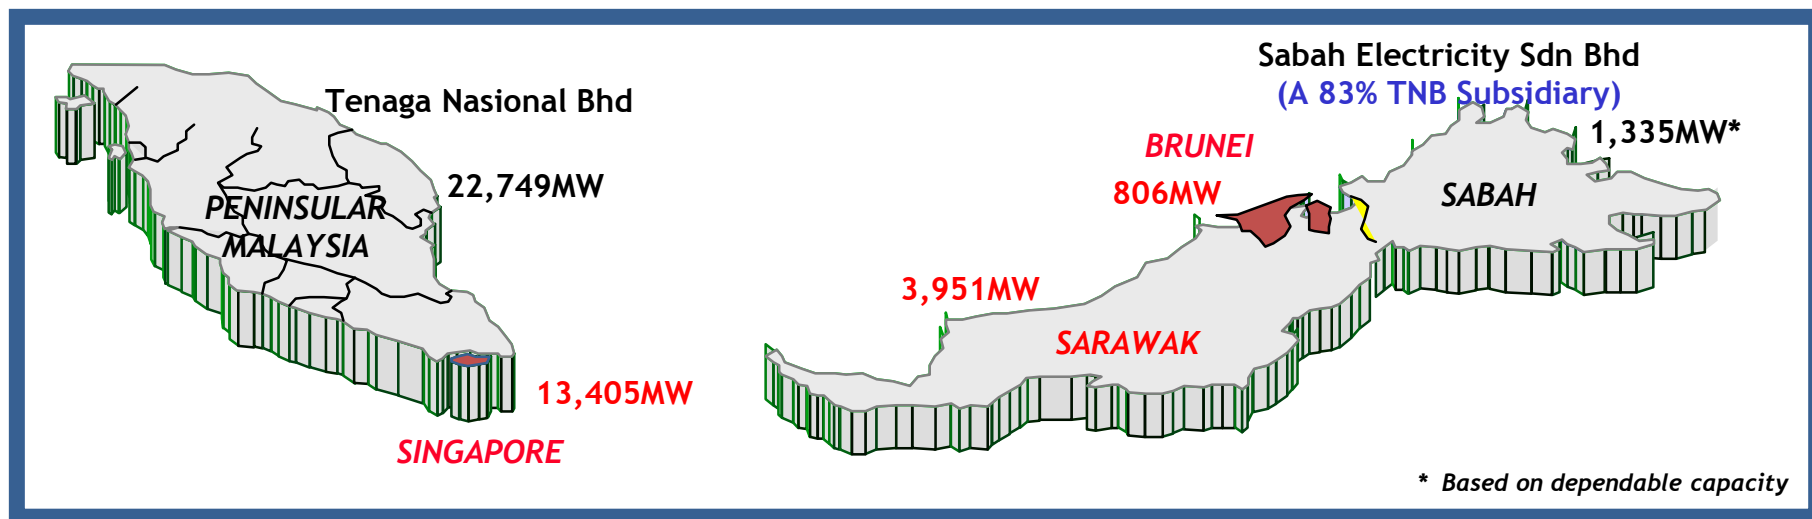 Tenaga Nasional Bhd
22,749MW
PENINSULAR
MALAYSIA
13,405MW
SINGAPORE
Sabah Electricity Sdn Bhd
(A 83% TNB Subsidiary)
1,335MW*
BRUNEI
806MW
SABAH
3,951MW
SARAWAK
* Based on dependable capacity